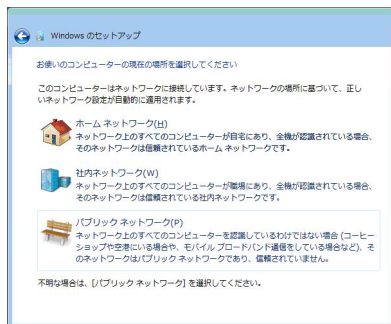 Windows のセットアップ
お使いのコンピューターの現在の場所を選択してください
このコンピューターはネットワークに接続しています。ネットワークの場所に基づいて、正し
いネットワーク設定が自動的に適用されます。
ホーム ネットワーク(H)
ネットワーク上のすべてのコンピューターが自宅にあり、全機が認識されている場合、
そのネットワークは信頼されているホーム ネットワークです。
社内ネットワーク(W)
ネットワーク上のすべてのコンピューターが職場にあり、全機が認識されている場合、
そのネットワークは信頼されている社内ネットワークです。
パブリック ネットワーク(P)
ネットワーク上のすべてのコンピューターを認識しているわけではない場合 (コーヒー
ショップや空港にいる場合や、モバイル ブロードバンド通信をしている場合など)、そ
のネットワークはパブリック ネットワークであり、信頼されていません。
不明な場合は、[パブリック ネットワーク] を選択してください。